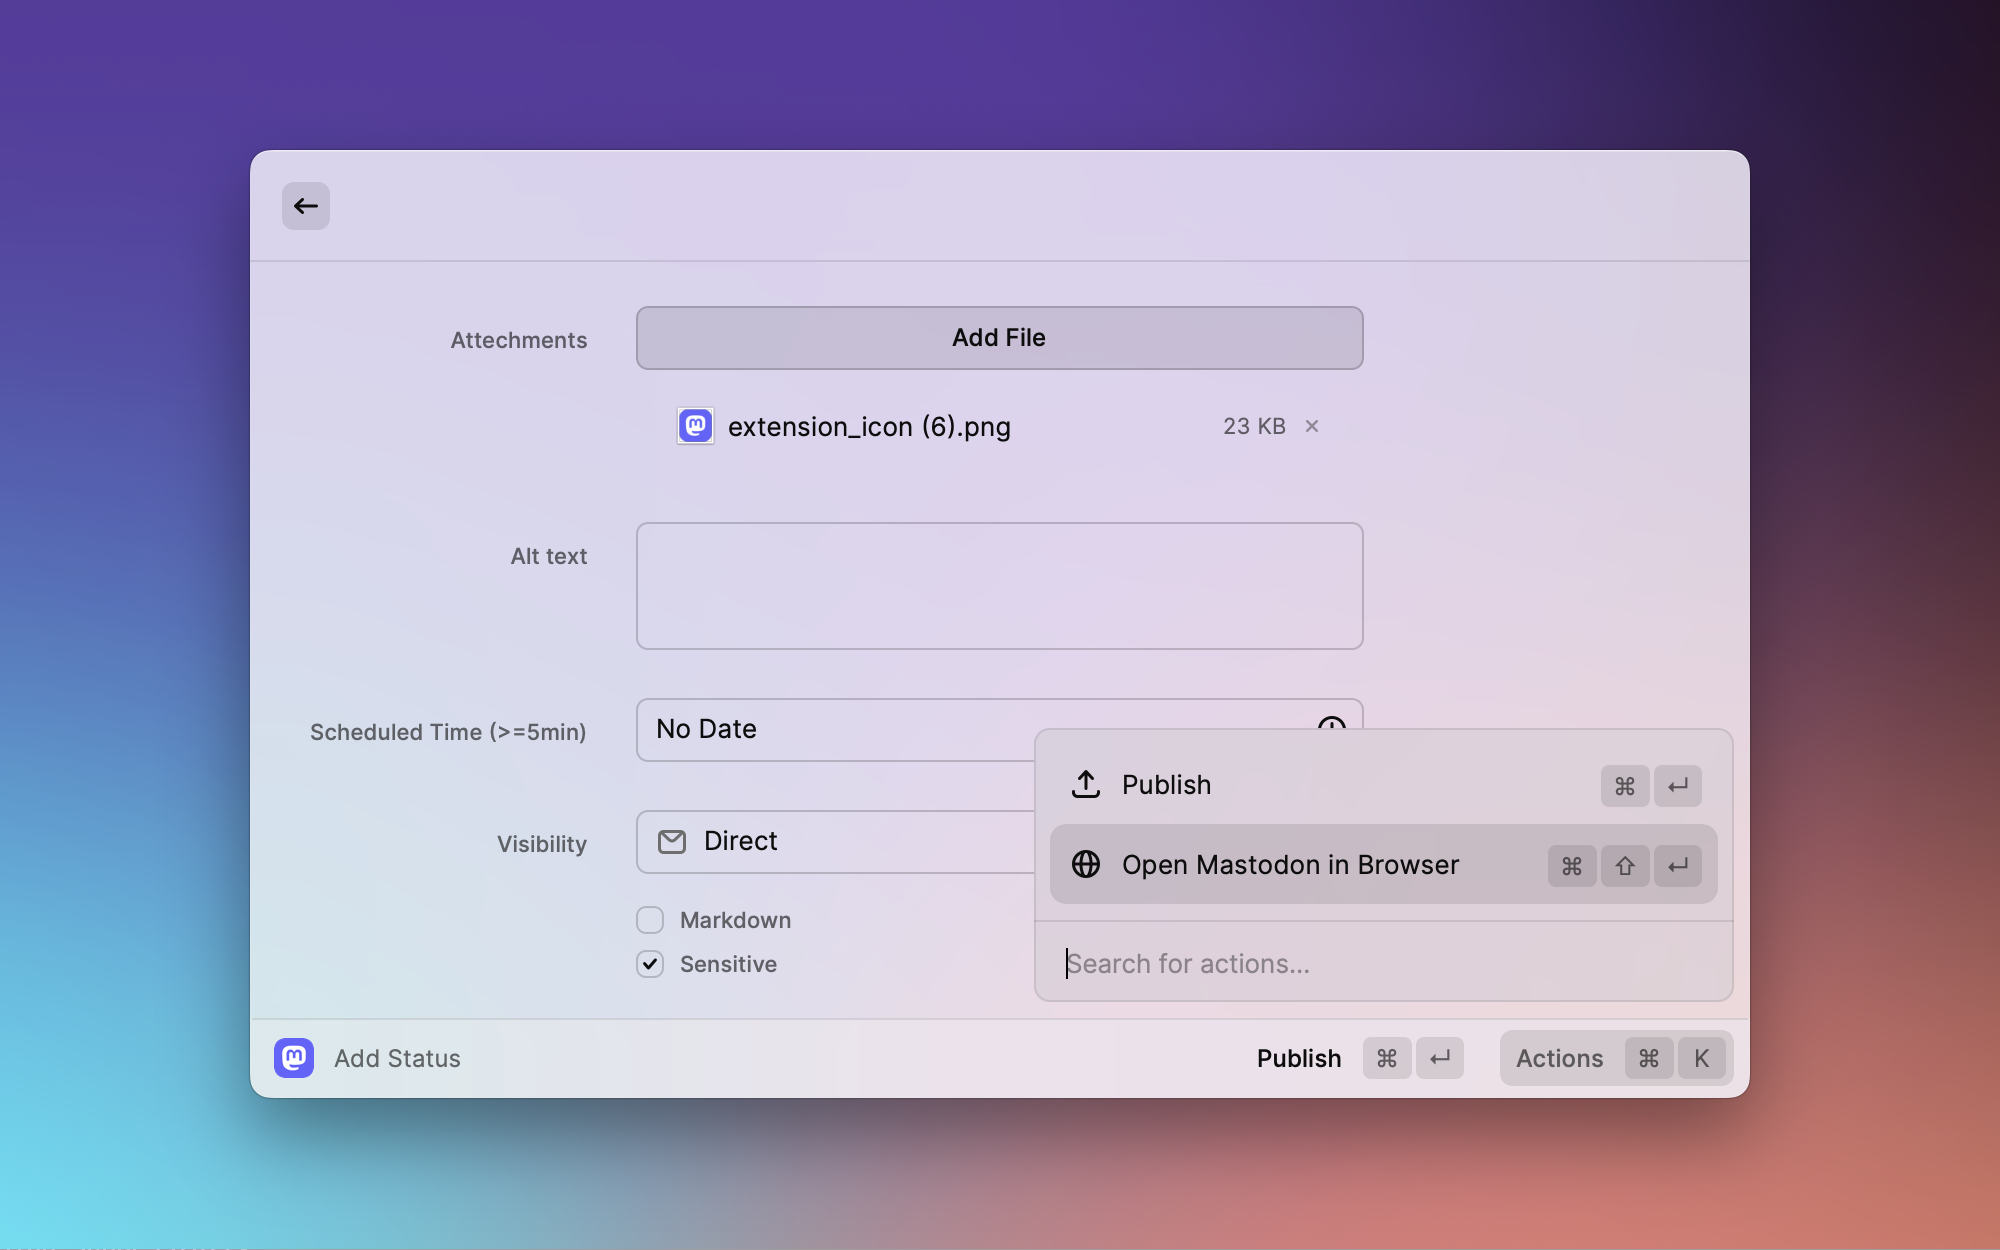 Attechments
Add File
extension_icon (6).png 23 KB
Alt text
Scheduled Time (>=5min)
No Date
Publish ⌘ ↵
Visibility
Direct
Open Mastodon in Browser ⌘ ⇧ ↵
Markdown
Sensitive
Search for actions...
Add Status
Publish ⌘ ↵
Actions ⌘ K